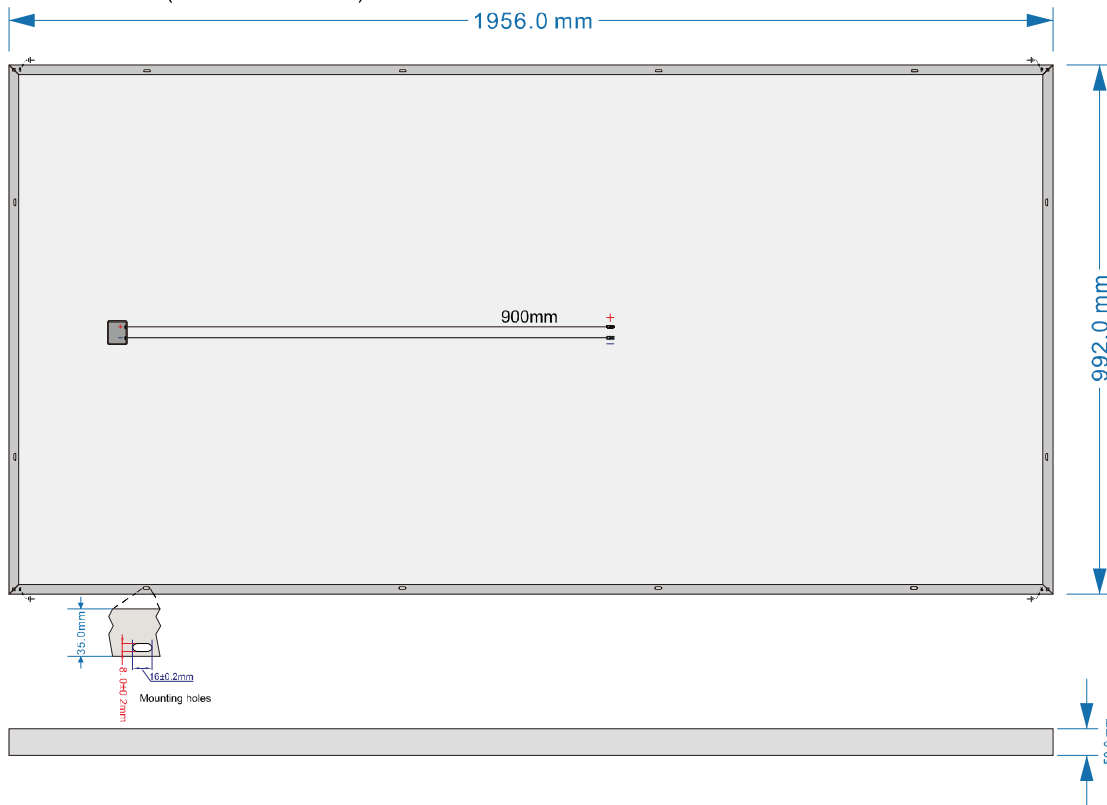 1956.0 mm
992.0 mm
900mm
+
+
−
−
35.0mm
8.0±0.2mm
16±0.2mm
Mounting holes